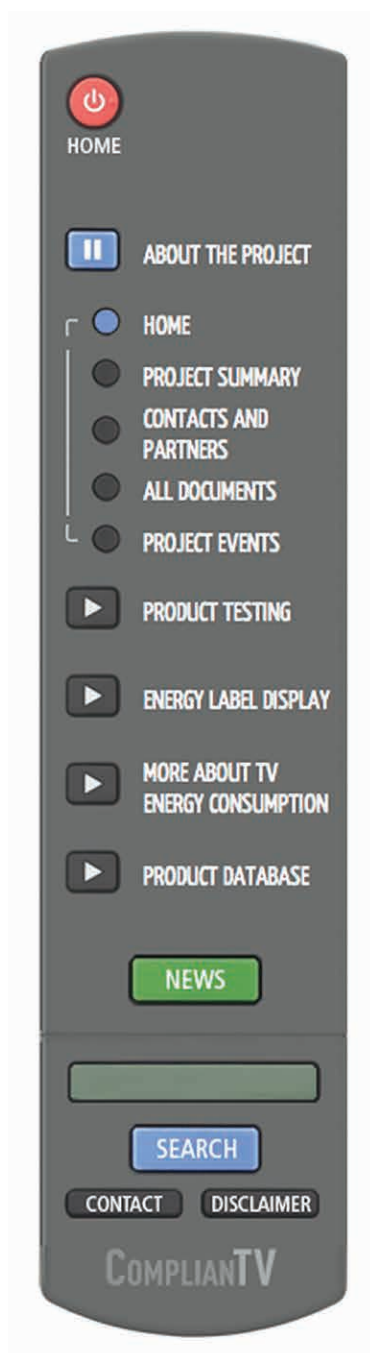 HOME
ABOUT THE PROJECT
HOME
PROJECT SUMMARY
CONTACTS AND
PARTNERS
ALL DOCUMENTS
PROJECT EVENTS
PRODUCT TESTING
ENERGY LABEL DISPLAY
MORE ABOUT TV
ENERGY CONSUMPTION
PRODUCT DATABASE
NEWS
SEARCH
CONTACT DISCLAIMER
COMPLIANTV